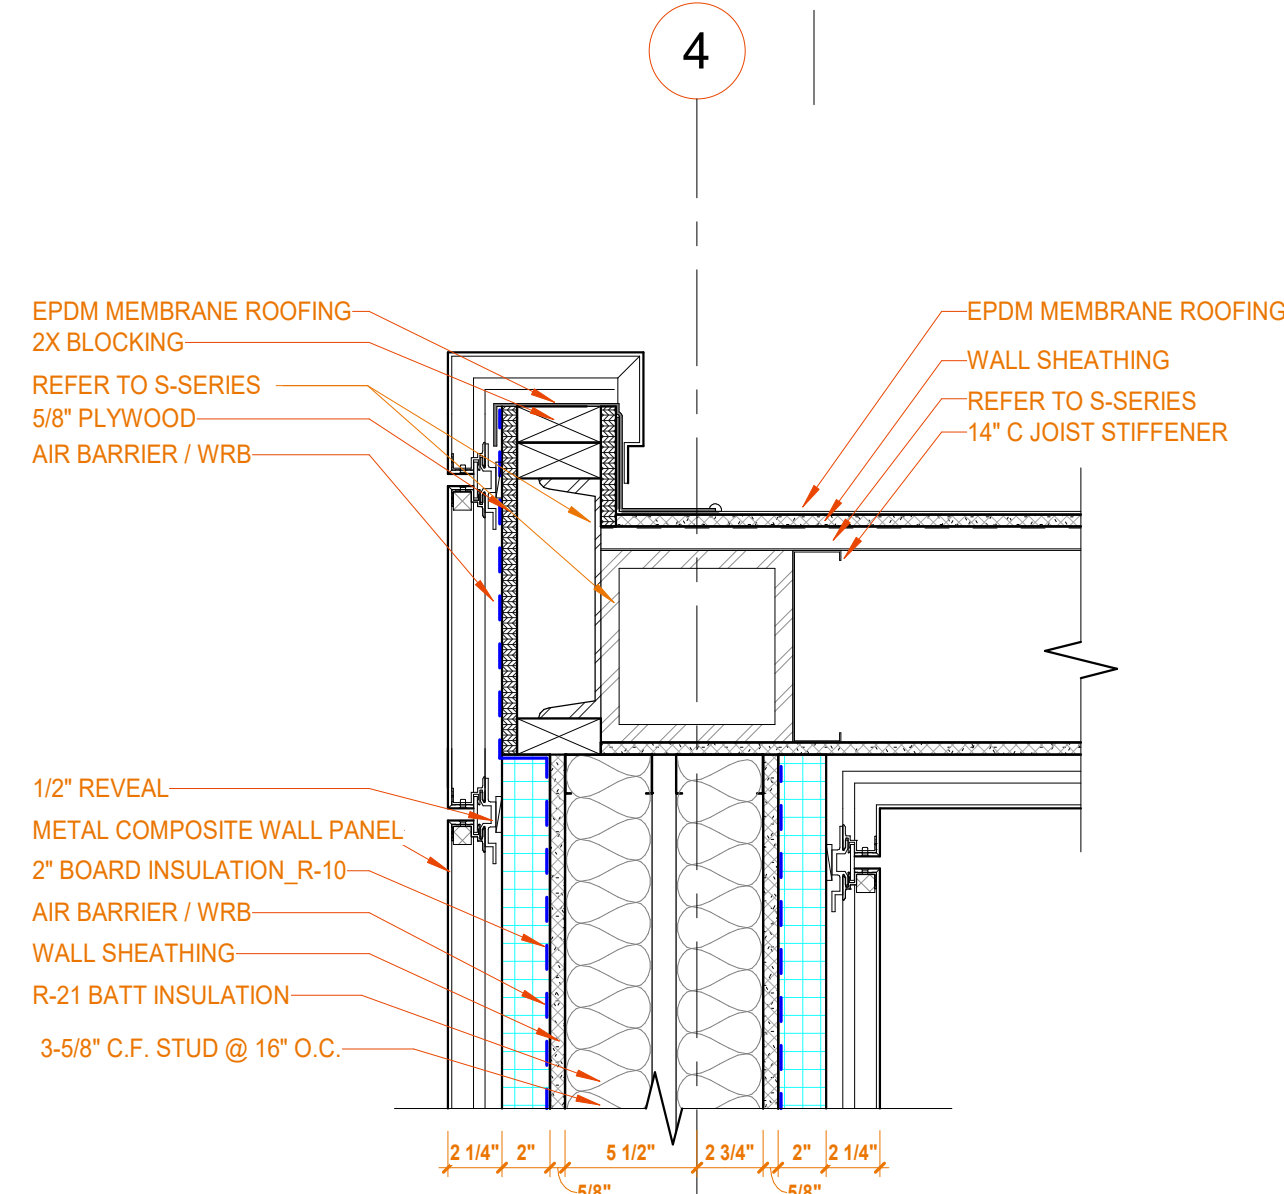 4
EPDM MEMBRANE ROOFING
2X BLOCKING
REFER TO S-SERIES
5/8" PLYWOOD
AIR BARRIER / WRB
EPDM MEMBRANE ROOFING
WALL SHEATHING
REFER TO S-SERIES
14" C JOIST STIFFENER
1/2" REVEAL
METAL COMPOSITE WALL PANEL
2" BOARD INSULATION_R-10
AIR BARRIER / WRB
WALL SHEATHING
R-21 BATT INSULATION
3-5/8" C.F. STUD @ 16" O.C.
2 1/4" 2" 5 1/2" 2 3/4" 2" 2 1/4"
5/8" 5/8"